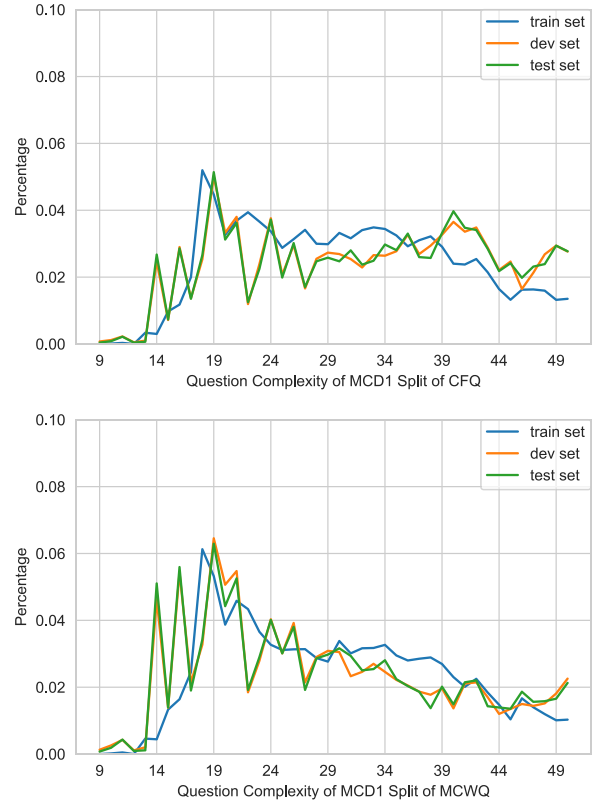 0.10
train set
dev set
test set
0.08
0.06
0.04
0.02
0.00
Percentage
9 14 19 24 29 34 39 44 49
Question Complexity of MCD1 Split of CFQ
0.10
train set
dev set
test set
0.08
0.06
0.04
0.02
0.00
Percentage
9 14 19 24 29 34 39 44 49
Question Complexity of MCD1 Split of MCWQ